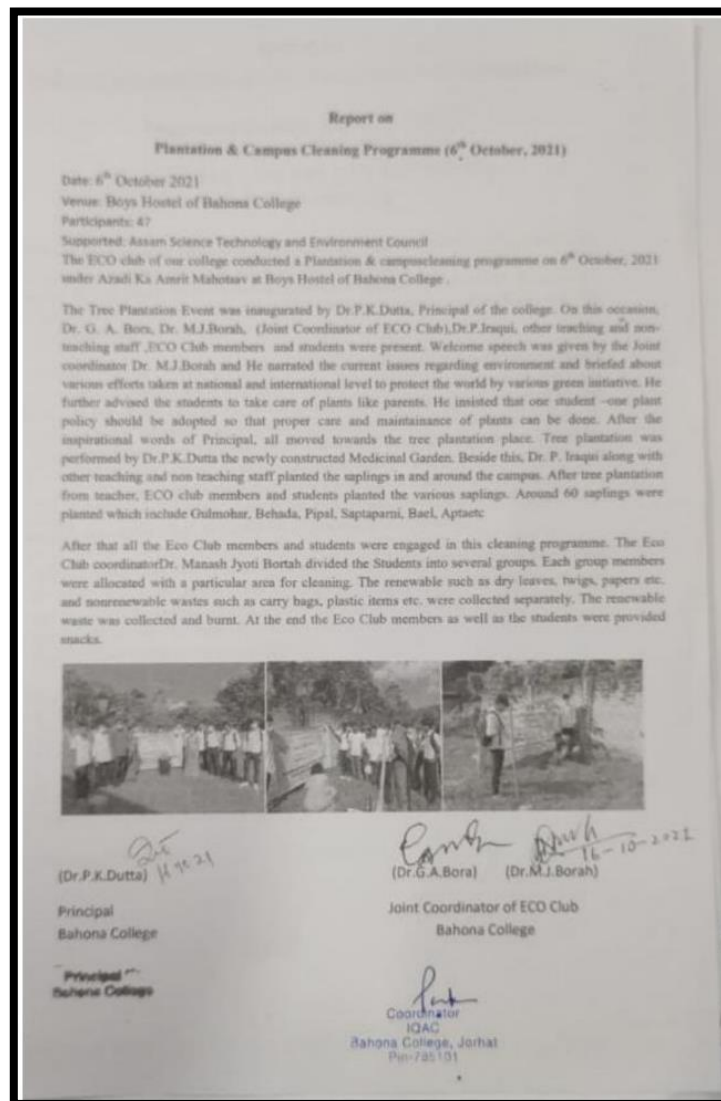 Report on
Plantation & Campus Cleaning Programme (6th October, 2021)
Date: 6th October 2021
Venue: Boys Hostel of Bahona College
Participants: 47
Supported: Assam Science Technology and Environment Council
The ECO club of our college conducted a Plantation & campuscleaning programme on 6th October, 2021
under Azadi Ka Amrit Mahotsav at Boys Hostel of Bahona College .
The Tree Plantation Event was inaugurated by Dr.P.K.Dutta, Principal of the college. On this occasion,
Dr. G. A. Bora, Dr. M.J.Borah, (Joint Coordinator of ECO Club),Dr.P.Iraqui, other teaching and non-
teaching staff ,ECO Club members and students were present. Welcome speech was given by the Joint
coordinator Dr. M.J.Borah and He narrated the current issues regarding environment and briefed about
various efforts taken at national and international level to protect the world by various green initiative. He
further advised the students to take care of plants like parents. He insisted that one student –one plant
policy should be adopted so that proper care and maintainance of plants can be done. After the
inspirational words of Principal, all moved towards the tree plantation place. Tree plantation was
performed by Dr.P.K.Dutta the newly constructed Medicinal Garden. Beside this, Dr. P. Iraqui along with
other teaching and non teaching staff planted the saplings in and around the campus. After tree plantation
from teacher, ECO club members and students planted the various saplings. Around 60 saplings were
planted which include Gulmohar, Behada, Pipal, Saptaparni, Bael, Aptaetc
After that all the Eco Club members and students were engaged in this cleaning programme. The Eco
Club coordinatorDr. Manash Jyoti Bortah divided the Students into several groups. Each group members
were allocated with a particular area for cleaning. The renewable such as dry leaves, twigs, papers etc.
and nonrenewable wastes such as carry bags, plastic items etc. were collected separately. The renewable
waste was collected and burnt. At the end the Eco Club members as well as the students were provided
snacks.
16-10-2021
(Dr.P.K.Dutta) (Dr.G.A.Bora) (Dr.M.J.Borah)
Principal Joint Coordinator of ECO Club
Bahona College Bahona College
Principal
Bahona College
Coordinator
IQAC
Bahona College, Jorhat
Pin-785101